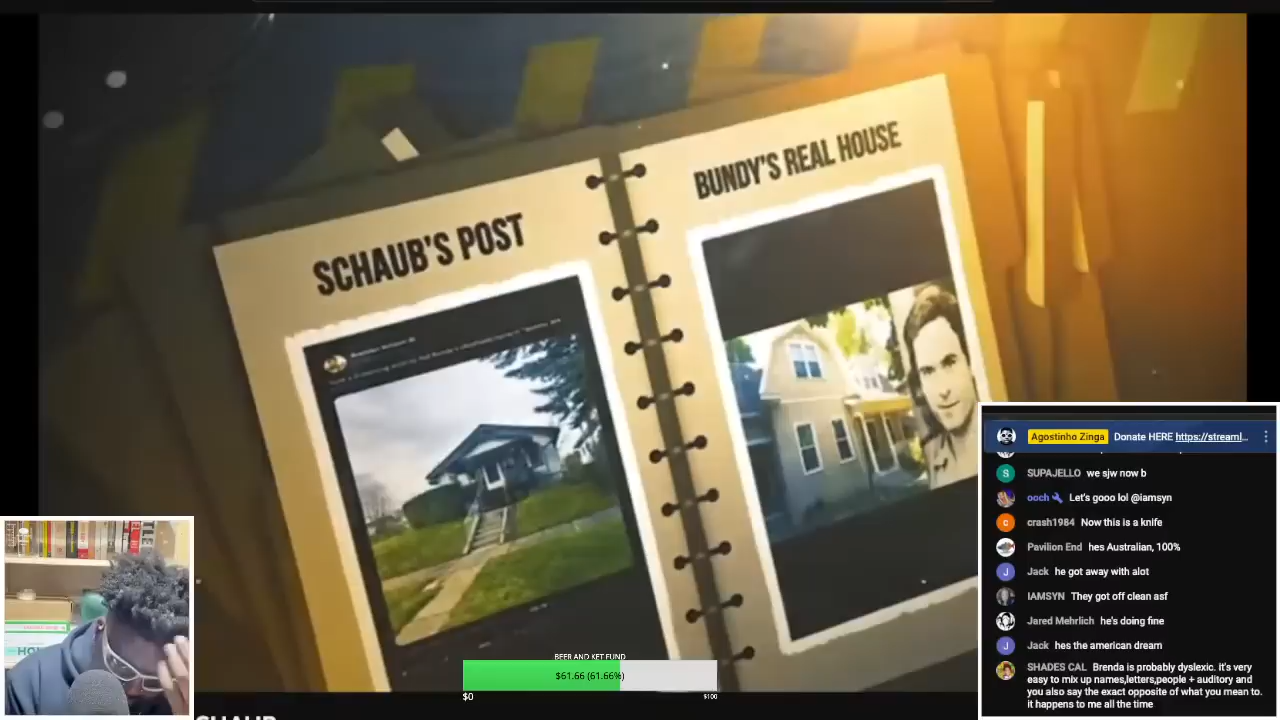 SCHAUB'S POST
BUNDY'S REAL HOUSE
Agostinho Zinga Donate HERE https://streaml...
SUPAJELLO we sjw now b
ooch Let's gooo lol @iamsyn
crash1984 Now this is a knife
Pavilion End hes Australian, 100%
Jack he got away with alot
IAMSYN They got off clean asf
Jared Mehrlich he's doing fine
Jack hes the american dream
SHADES CAL Brenda is probably dyslexic. it's very
easy to mix up names,letters,people + auditory and
you also say the exact opposite of what you mean to.
it happens to me all the time
BEER AND KET FUND
$61.66 (61.66%)
$0
$100